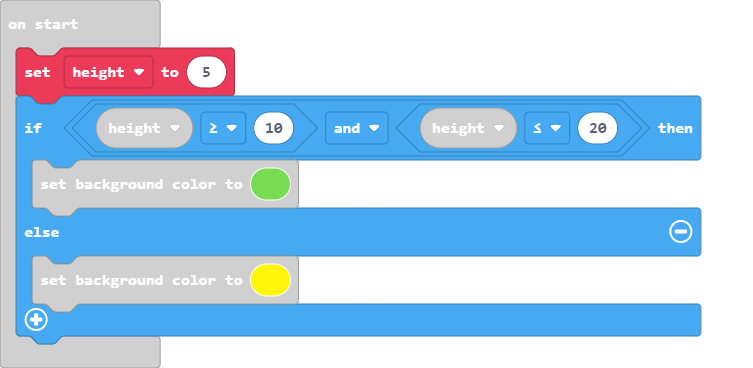 on start
set height to 5
if height ≥ 10 and height ≤ 20 then
set background color to
else
set background color to